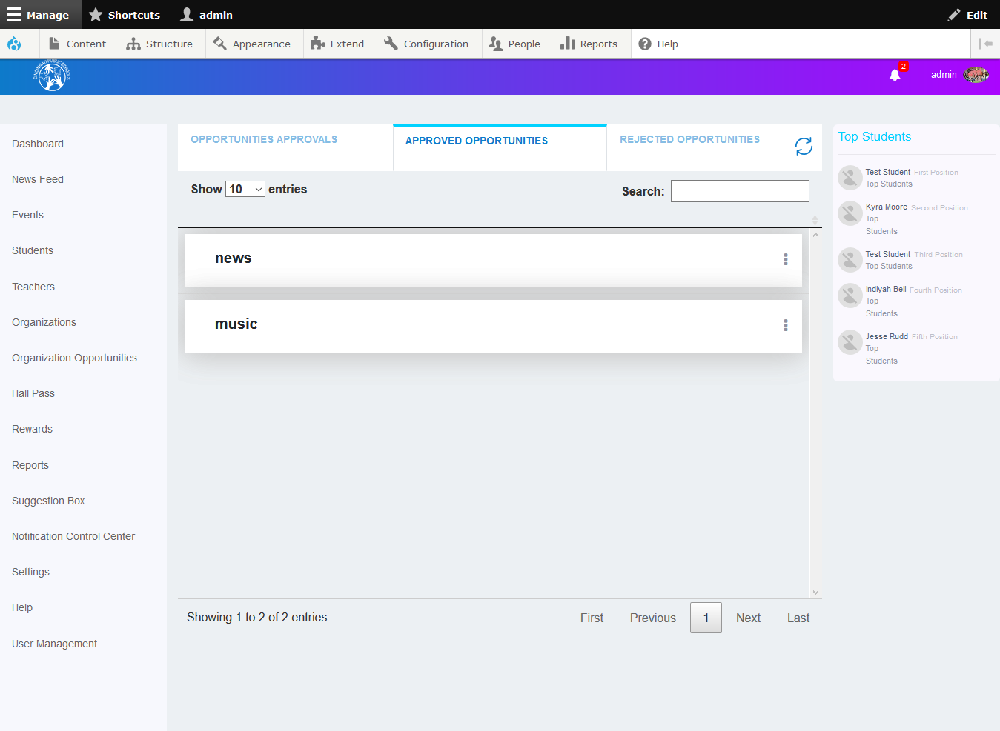 Manage Shortcuts admin Edit
Content Structure Appearance Extend Configuration People Reports Help
CINCINNATI PUBLIC SCHOOLS
2
admin
Dashboard
News Feed
Events
Students
Teachers
Organizations
Organization Opportunities
Hall Pass
Rewards
Reports
Suggestion Box
Notification Control Center
Settings
Help
User Management
OPPORTUNITIES APPROVALS APPROVED OPPORTUNITIES REJECTED OPPORTUNITIES
Show 10 entries Search:
news
music
Showing 1 to 2 of 2 entries First Previous 1 Next Last
Top Students
Test Student First Position
Top Students
Kyra Moore Second Position
Top
Students
Test Student Third Position
Top Students
Indiyah Bell Fourth Position
Top
Students
Jesse Rudd Fifth Position
Top
Students